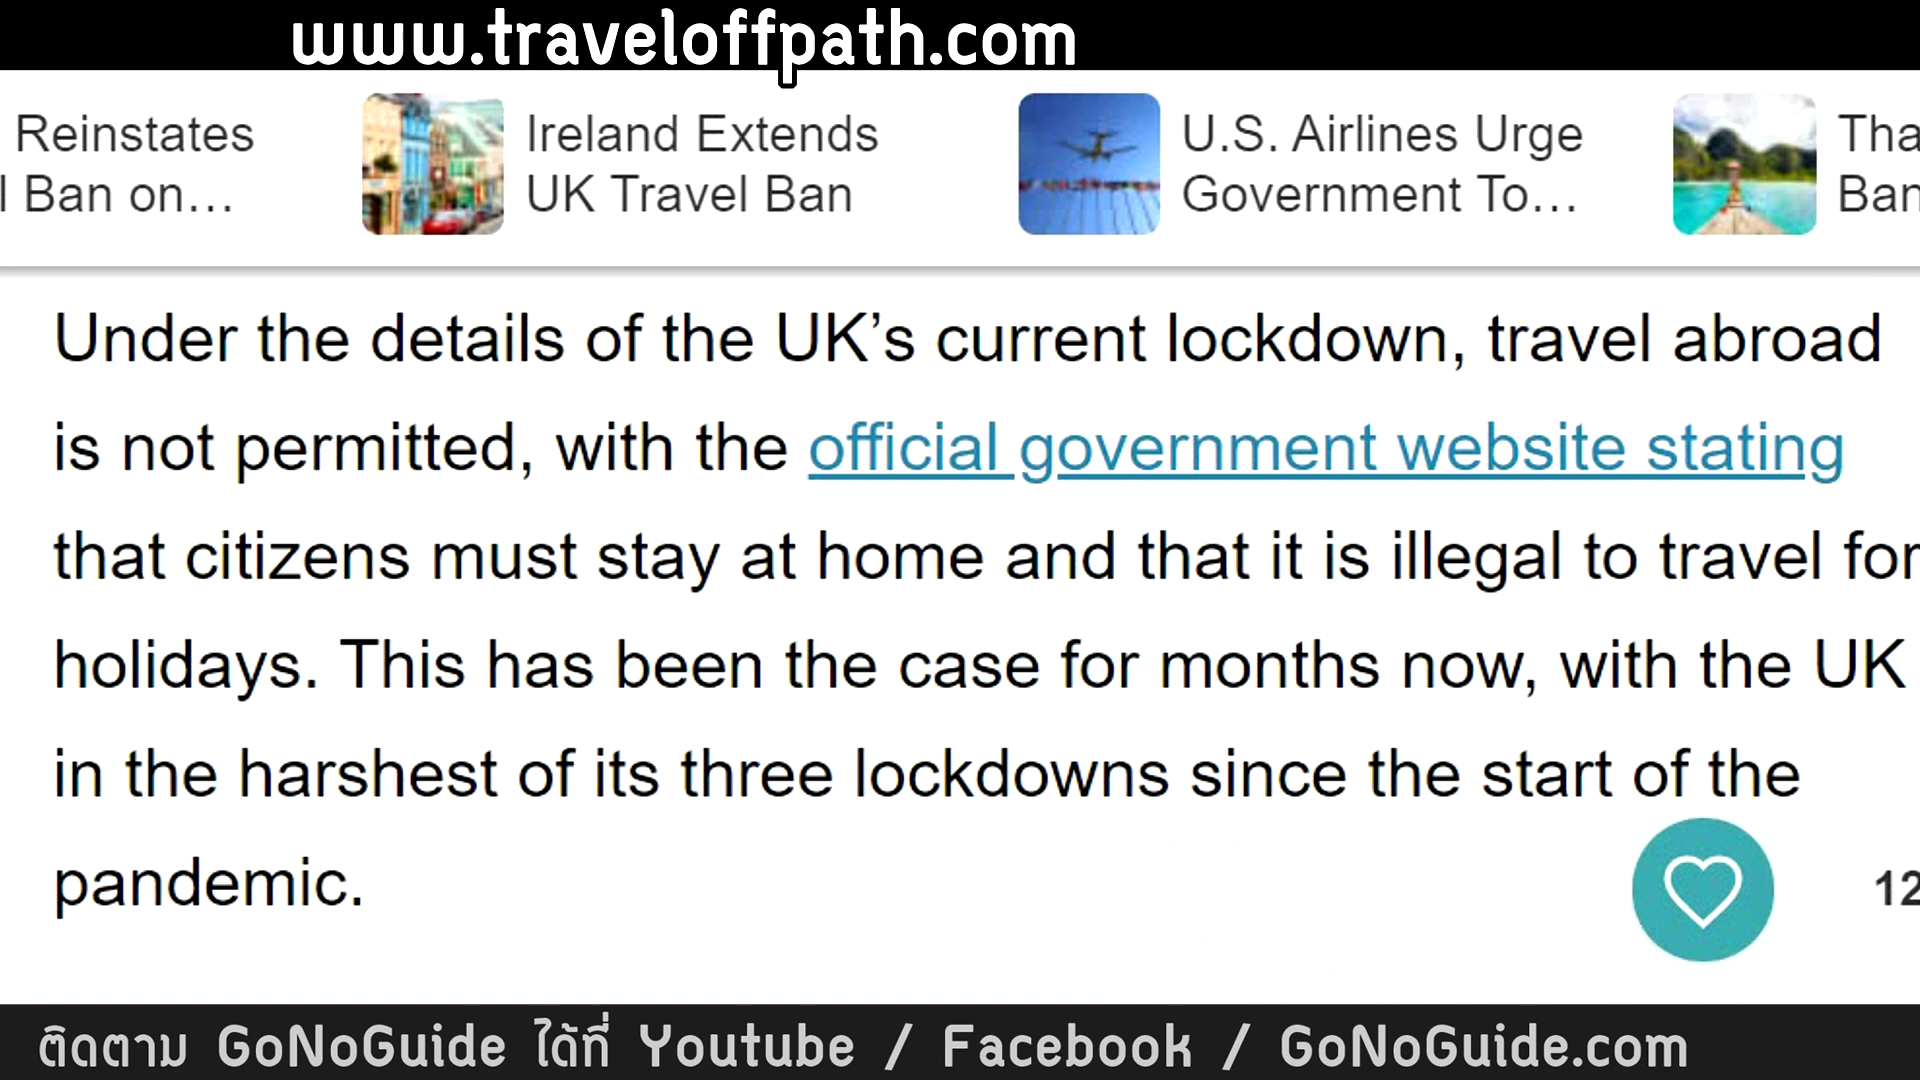 www.traveloffpath.com
Reinstates
l Ban on...
Ireland Extends
UK Travel Ban
U.S. Airlines Urge
Government To...
Tha
Ban
Under the details of the UK’s current lockdown, travel abroad
is not permitted, with the official government website stating
that citizens must stay at home and that it is illegal to travel for
holidays. This has been the case for months now, with the UK
in the harshest of its three lockdowns since the start of the
pandemic.
12
ติดตาม GoNoGuide ได้ที่ Youtube / Facebook / GoNoGuide.com